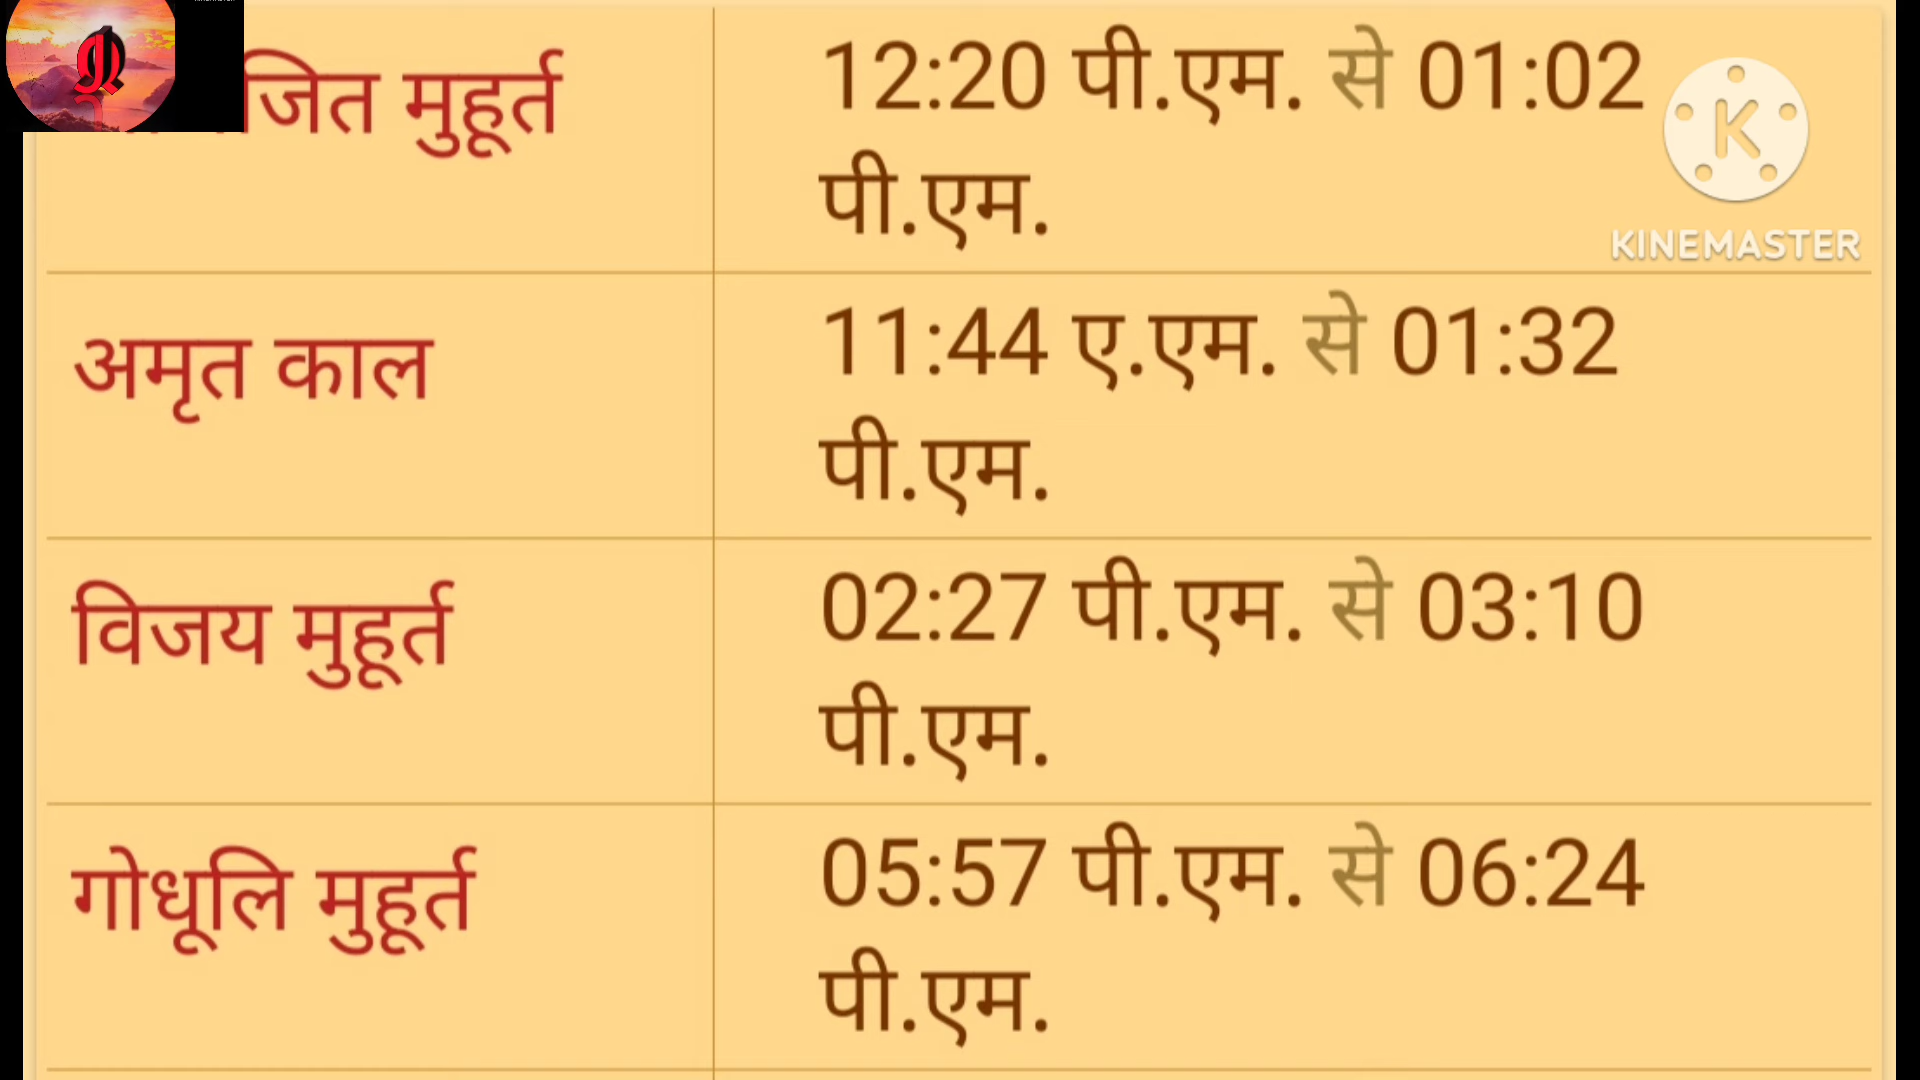 मुहूर्त
12:20 पी.एम. से 01:02
पी.एम.
KINEMASTER
अमृत काल
11:44 ए.एम. से 01:32
पी.एम.
विजय मुहूर्त
02:27 पी.एम. से 03:10
पी.एम.
गोधूलि मुहूर्त
05:57 पी.एम. से 06:24
पी.एम.